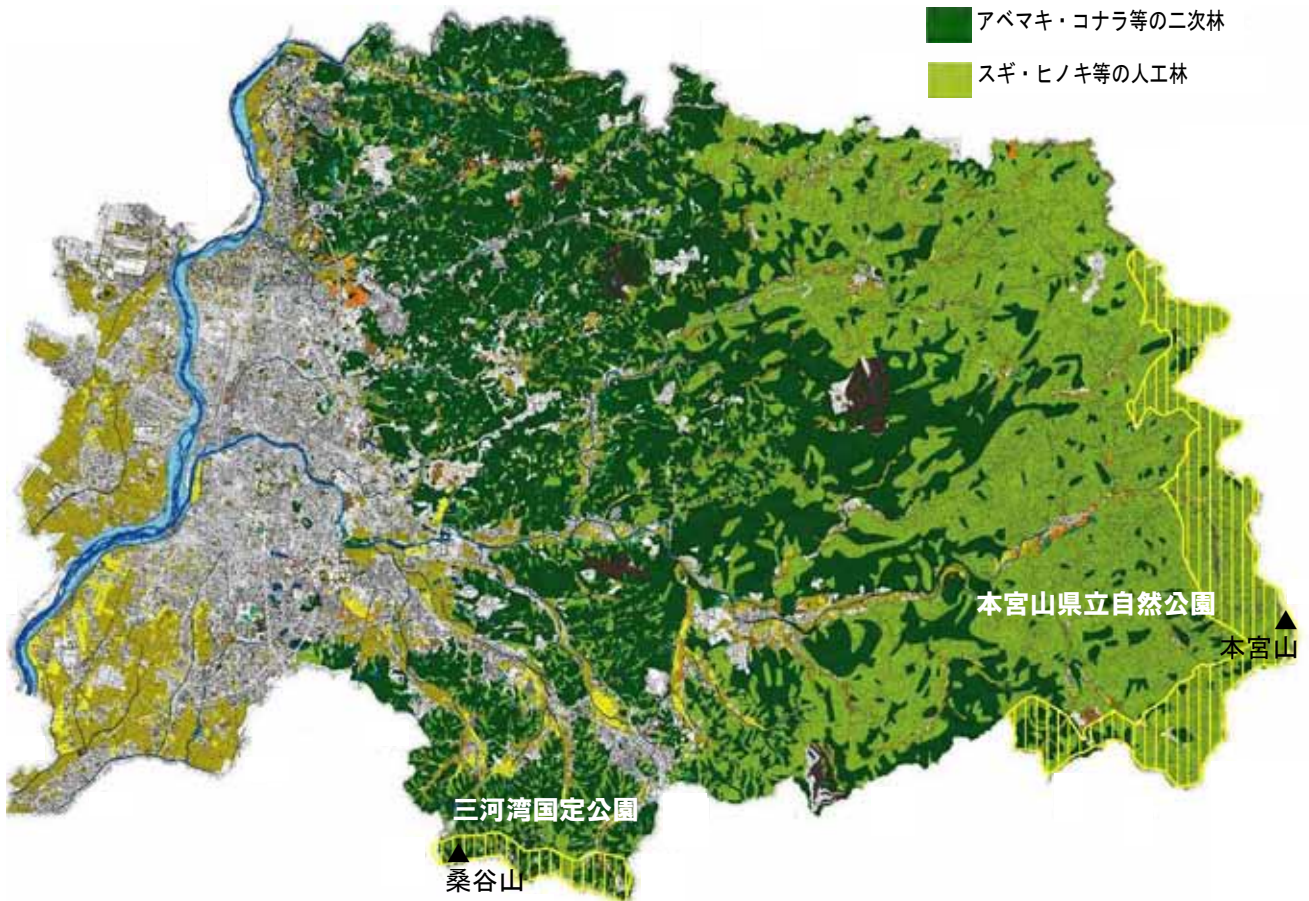 アベマキ・コナラ等の二次林
スギ・ヒノキ等の人工林
本宮山県立自然公園
本宮山
三河湾国定公園
桑谷山